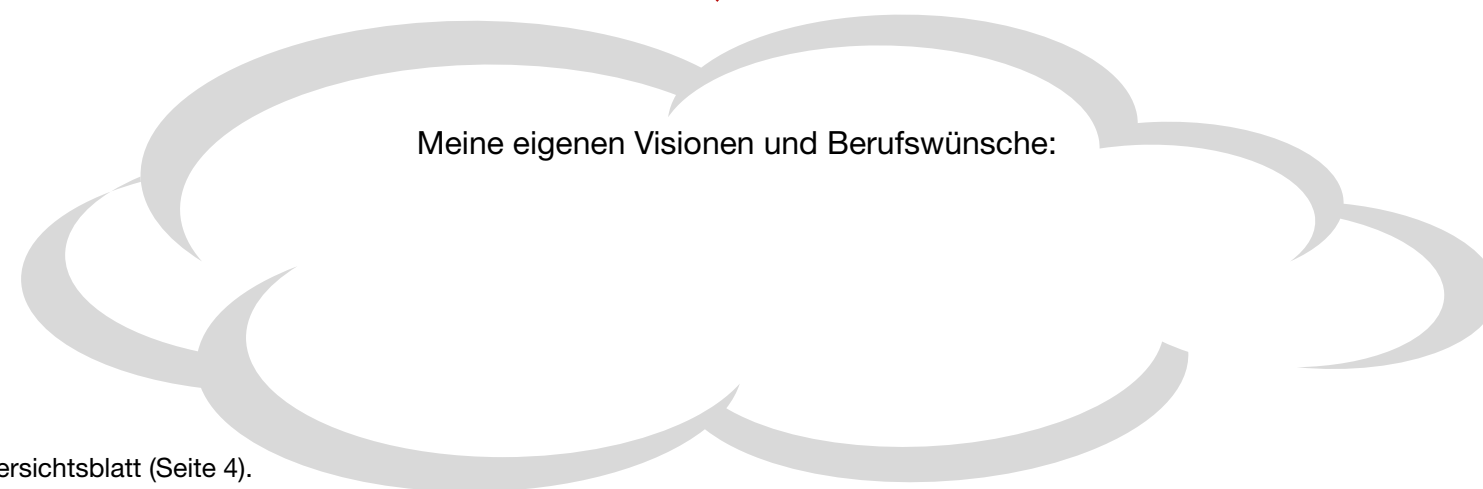 Meine eigenen Visionen und Berufswünsche:
ersichtsblatt (Seite 4).